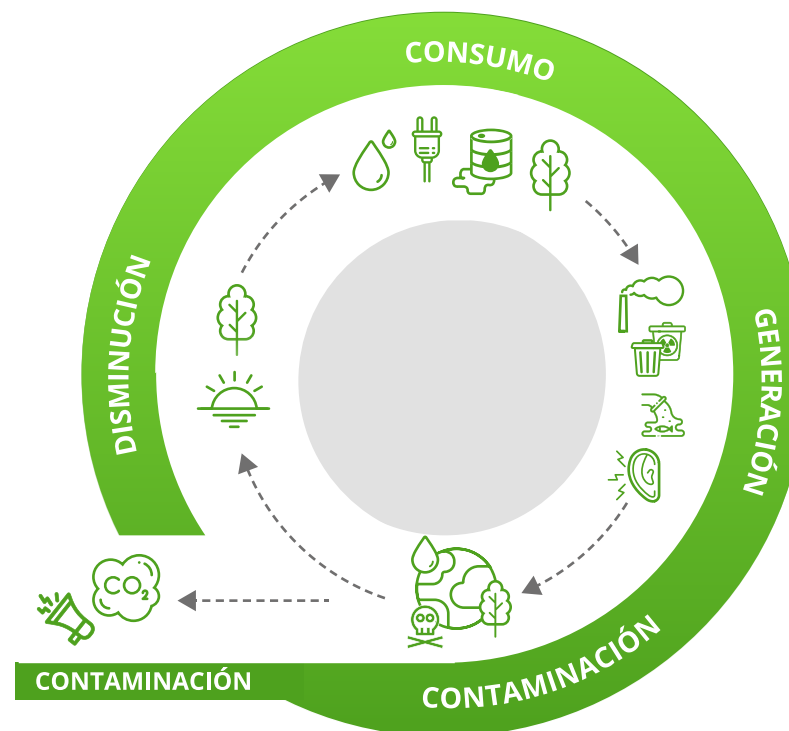 CONSUMO
GENERACIÓN
CONTAMINACIÓN
CONTAMINACIÓN
DISMINUCIÓN
CO2